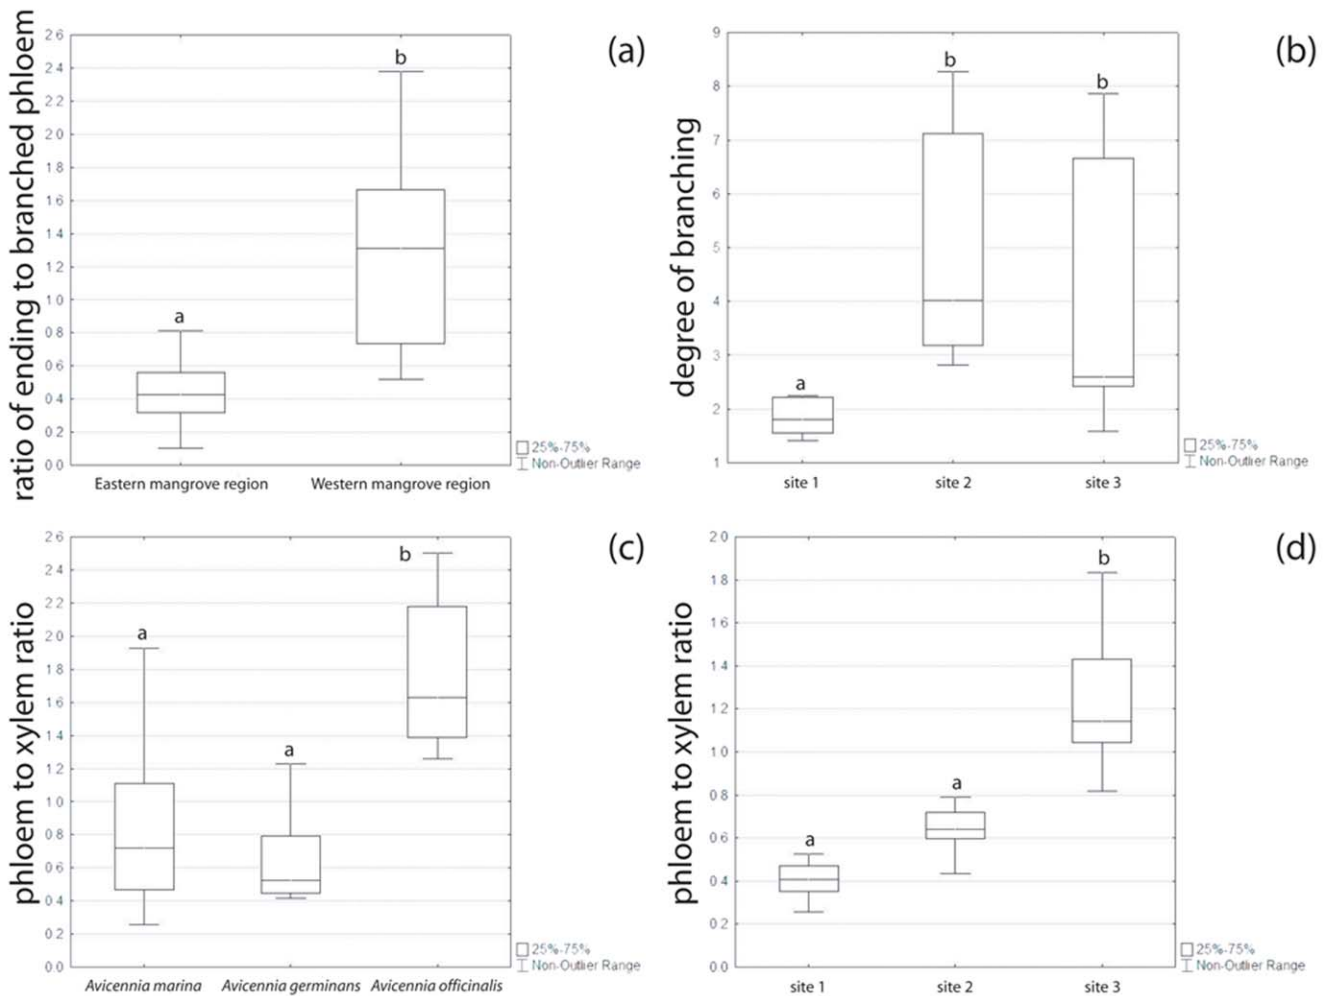 ratio of ending to branched phloem
2.6
2.4
2.2
2.0
1.8
1.6
1.4
1.2
1.0
0.8
0.6
0.4
0.2
0.0
a
b
Eastern mangrove region Western mangrove region
25%-75%
Non-Outlier Range
(a)
degree of branching
9
8
7
6
5
4
3
2
1
a
b
b
site 1 site 2 site 3
25%-75%
Non-Outlier Range
(b)
phloem to xylem ratio
2.6
2.4
2.2
2.0
1.8
1.6
1.4
1.2
1.0
0.8
0.6
0.4
0.2
0.0
a
a
b
Avicennia marina Avicennia germinans Avicennia officinalis
25%-75%
Non-Outlier Range
(c)
phloem to xylem ratio
2.0
1.8
1.6
1.4
1.2
1.0
0.8
0.6
0.4
0.2
0.0
a
a
b
site 1 site 2 site 3
25%-75%
Non-Outlier Range
(d)